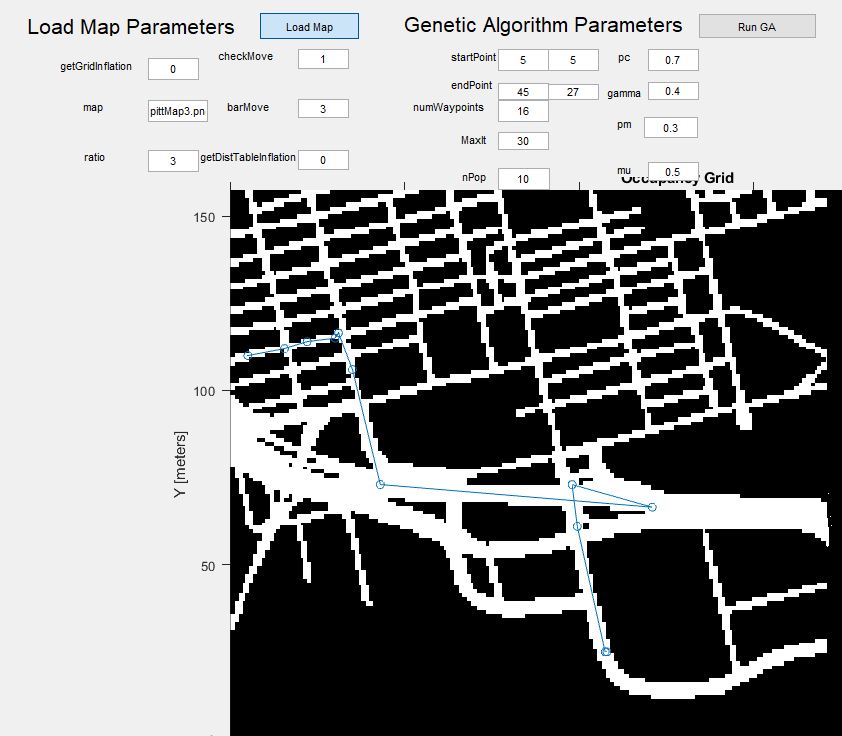 Load Map Parameters
Load Map
Genetic Algorithm Parameters
Run GA
getGridInflation
0
checkMove
1
startPoint
5
5
pc
0.7
endPoint
45
27
gamma
0.4
map
pittMap3.pn
barMove
3
numWaypoints
16
pm
0.3
MaxIt
30
ratio
3
getDistTableInflation
0
nPop
10
mu
0.5
Occupancy Grid
150
100
50
Y [meters]